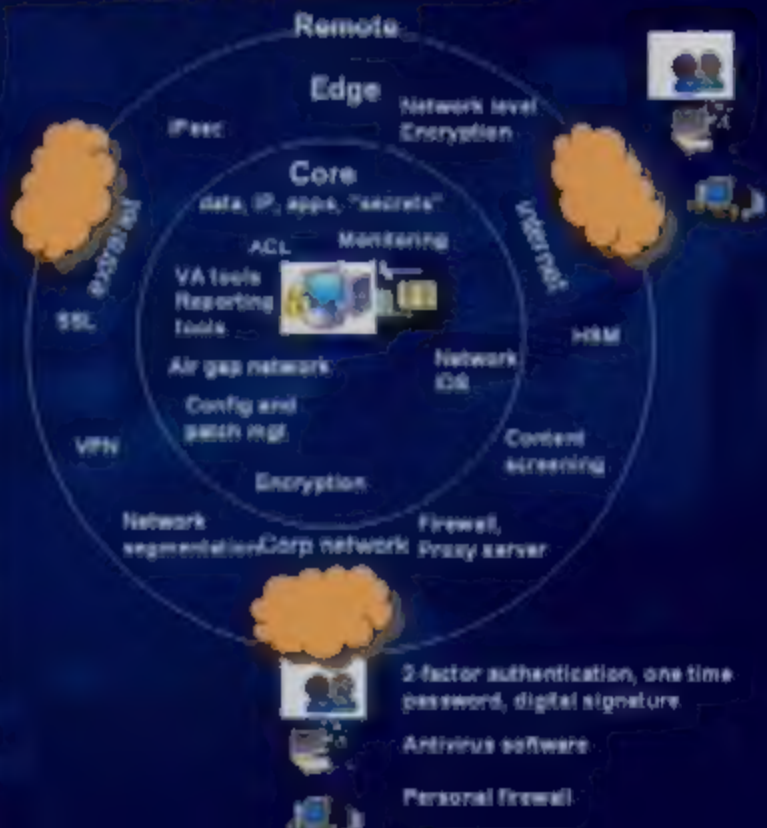 Remote
Edge
IPsec
Network level
Encryption
Core
data, IP, apps, "secrets"
ACL
Monitoring
internet
VA tools
Reporting
tools
SSL
HSM
Air gap network
Network
IDS
Config and
patch mgt.
VPN
Content
screening
Encryption
Network
segmentation
Corp network
Firewall,
Proxy server
2-factor authentication, one time
password, digital signature
Antivirus software
Personal firewall